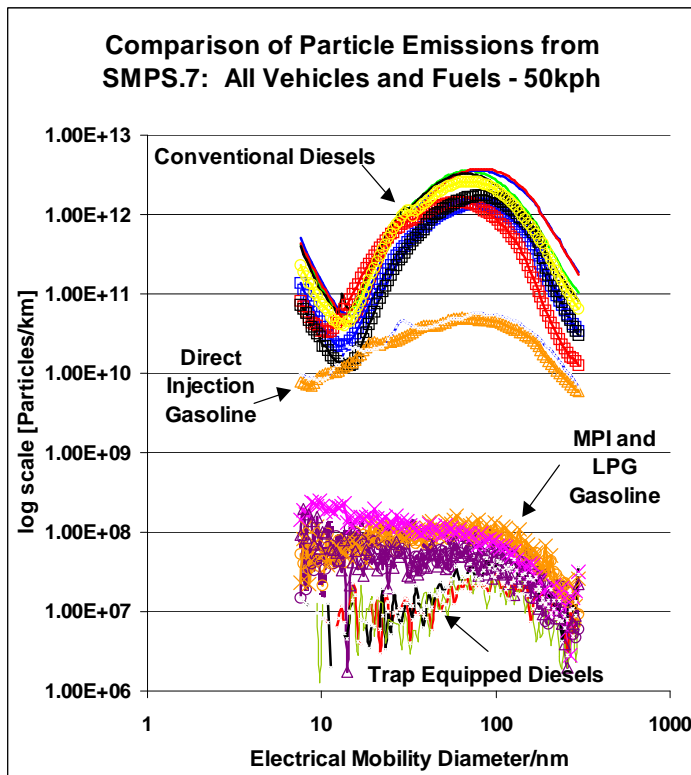 Comparison of Particle Emissions from
SMPS.7: All Vehicles and Fuels - 50kph
log scale [Particles/km]
1.00E+13
1.00E+12
1.00E+11
1.00E+10
1.00E+09
1.00E+08
1.00E+07
1.00E+06
Conventional Diesels
Direct
Injection
Gasoline
MPI and
LPG
Gasoline
Trap Equipped Diesels
1
10
100
1000
Electrical Mobility Diameter/nm